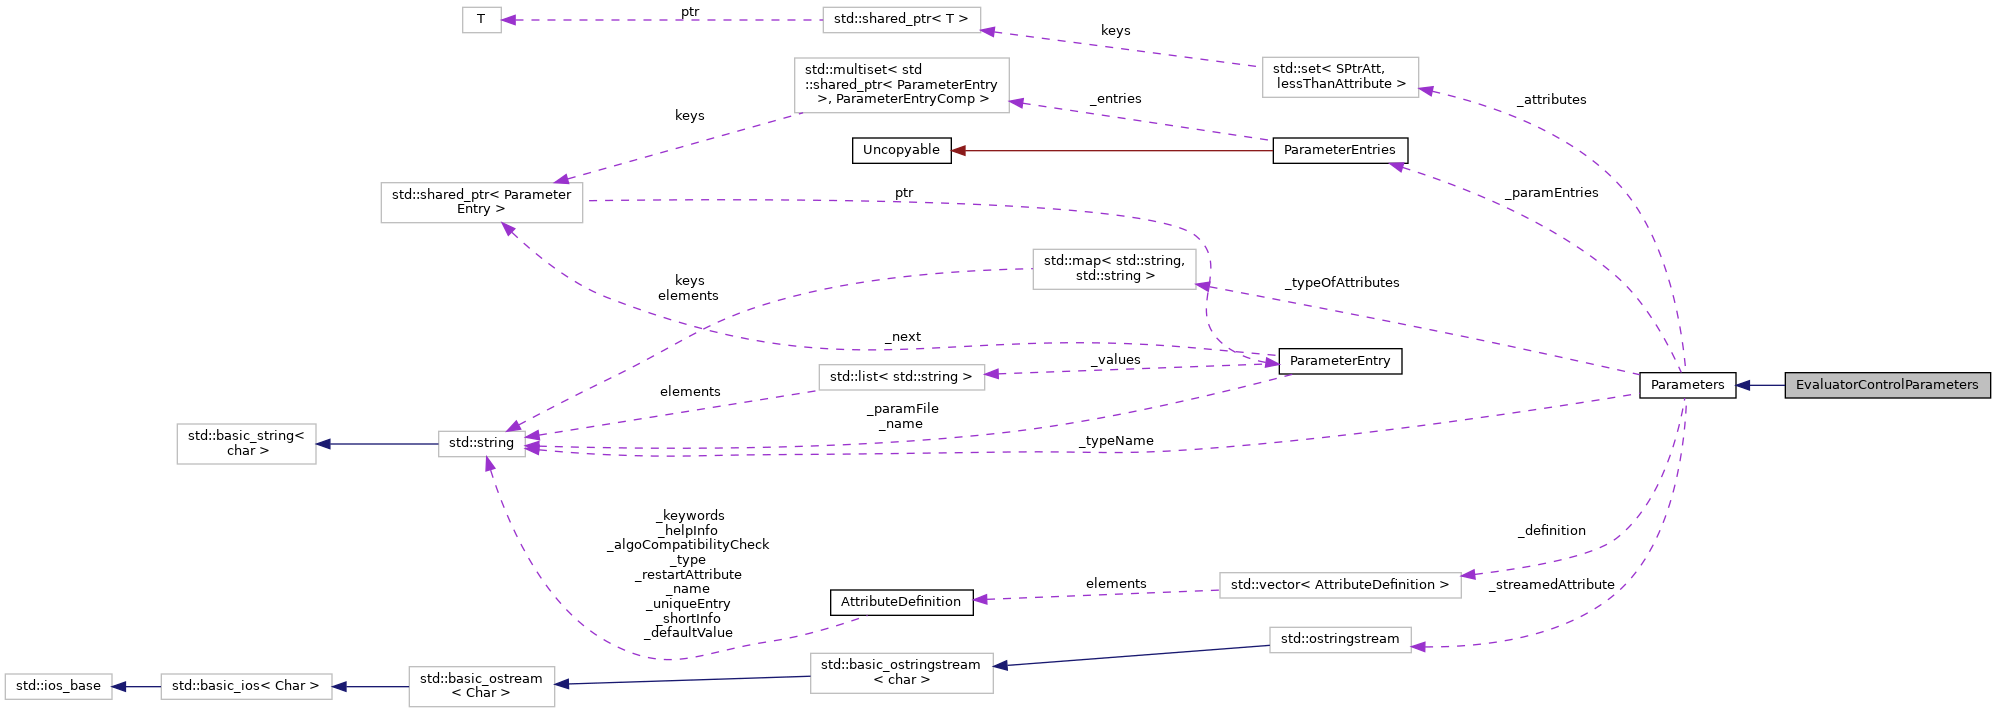 T
ptr
std::shared_ptr< T >
keys
std::set< SPtrAtt,
lessThanAttribute >
_attributes
std::multiset< std
::shared_ptr< ParameterEntry
>, ParameterEntryComp >
_entries
keys
Uncopyable
ParameterEntries
_paramEntries
std::shared_ptr< Parameter
Entry >
ptr
std::map< std::string,
std::string >
_typeOfAttributes
keys
elements
_next
ParameterEntry
_values
std::list< std::string >
elements
Parameters
EvaluatorControlParameters
_paramFile
_name
std::basic_string<
char >
std::string
_typeName
_keywords
_helpInfo
_algoCompatibilityCheck
_type
_restartAttribute
_name
_uniqueEntry
_shortInfo
_defaultValue
_definition
elements
std::vector< AttributeDefinition >
_streamedAttribute
AttributeDefinition
std::ostringstream
std::basic_ostringstream
< char >
std::basic_ostream
< Char >
std::basic_ios< Char >
std::ios_base